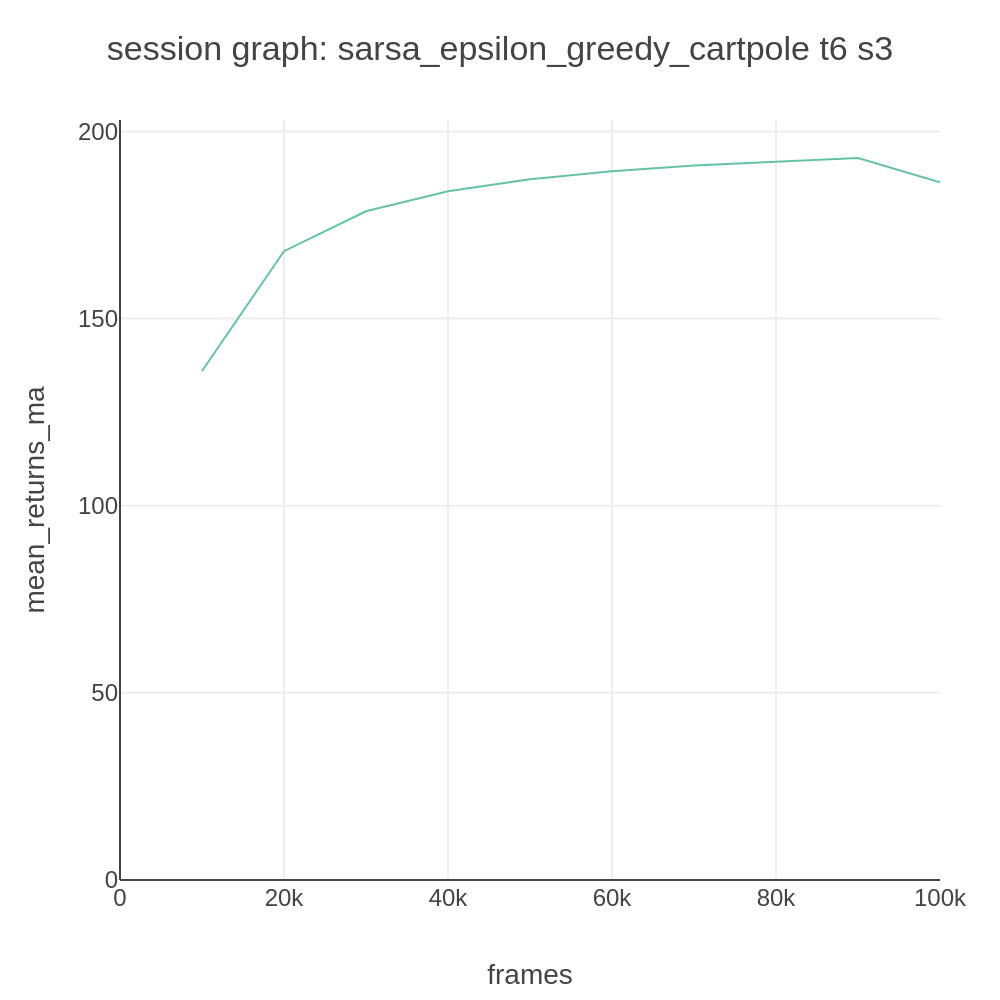 session graph: sarsa_epsilon_greedy_cartpole t6 s3
200
150
100
50
0
mean_returns_ma
0 20k 40k 60k 80k 100k
frames